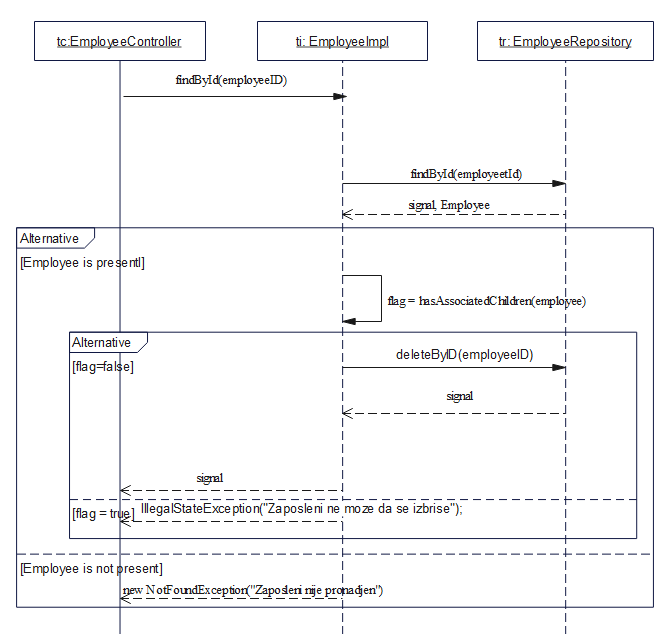 tc:EmployeeController
ti: EmployeeImpl
tr: EmployeeRepository
findById(employeeID)
findById(employeetId)
signal, Employee
Alternative
[Employee is presentl]
flag = hasAssociatedChildren(employee)
Alternative
deleteByID(employeeID)
[flag=false]
signal
signal
IllegalStateException("Zaposleni ne moze da se izbrise");
[flag = true]
[Employee is not present]
new NotFoundException("Zaposleni nije pronadjen")